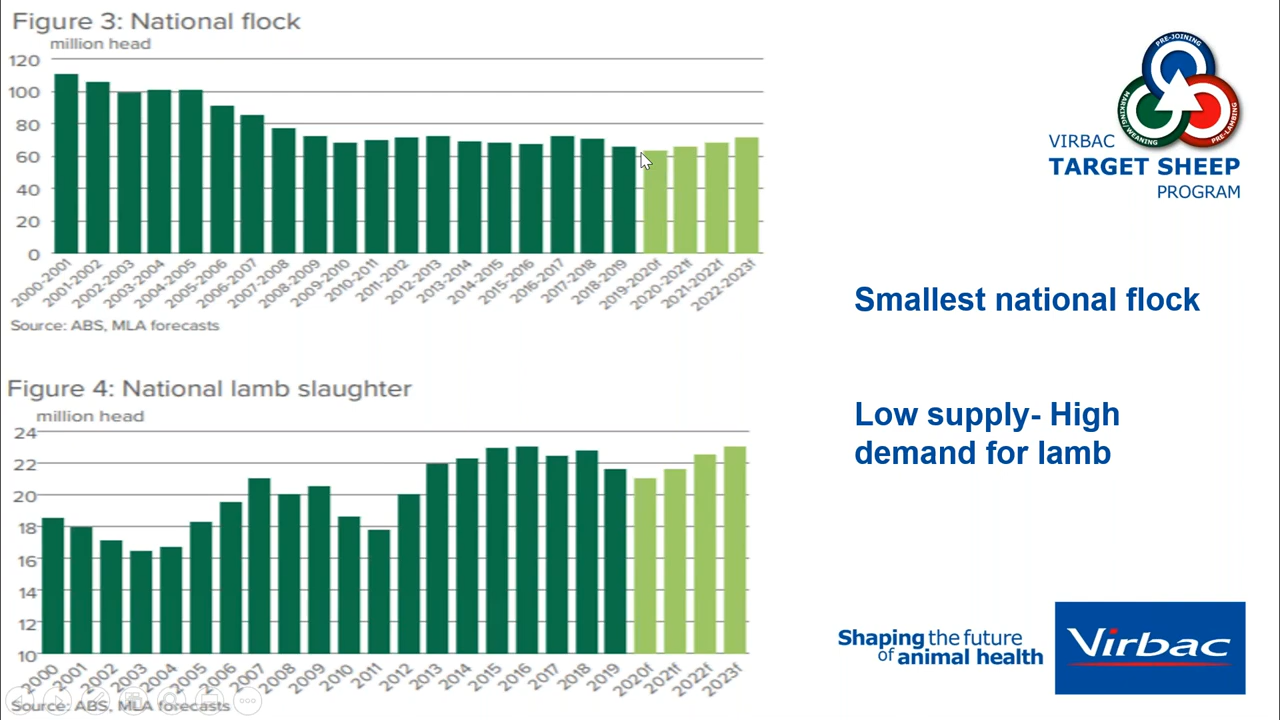 Figure 3: National flock
million head
120
100
80
60
40
20
0
2000-2001
2001-2002
2002-2003
2003-2004
2004-2005
2005-2006
2006-2007
2007-2008
2008-2009
2009-2010
2010-2011
2011-2012
2012-2013
2013-2014
2014-2015
2015-2016
2016-2017
2017-2018
2018-2019
2019-2020f
2020-2021f
2021-2022f
2022-2023f
Source: ABS, MLA forecasts
Figure 4: National lamb slaughter
million head
24
22
20
18
16
14
12
10
2000
2001
2002
2003
2004
2005
2006
2007
2008
2009
2010
2011
2012
2013
2014
2015
2016
2017
2018
2019
2020f
2021f
2022f
2023f
Source: ABS, MLA forecasts
PRE-JOINING
MARKING/WEANING
PRE-LAMBING
VIRBAC
TARGET SHEEP
PROGRAM
Smallest national flock
Low supply- High
demand for lamb
Shaping the future
of animal health
Virbac